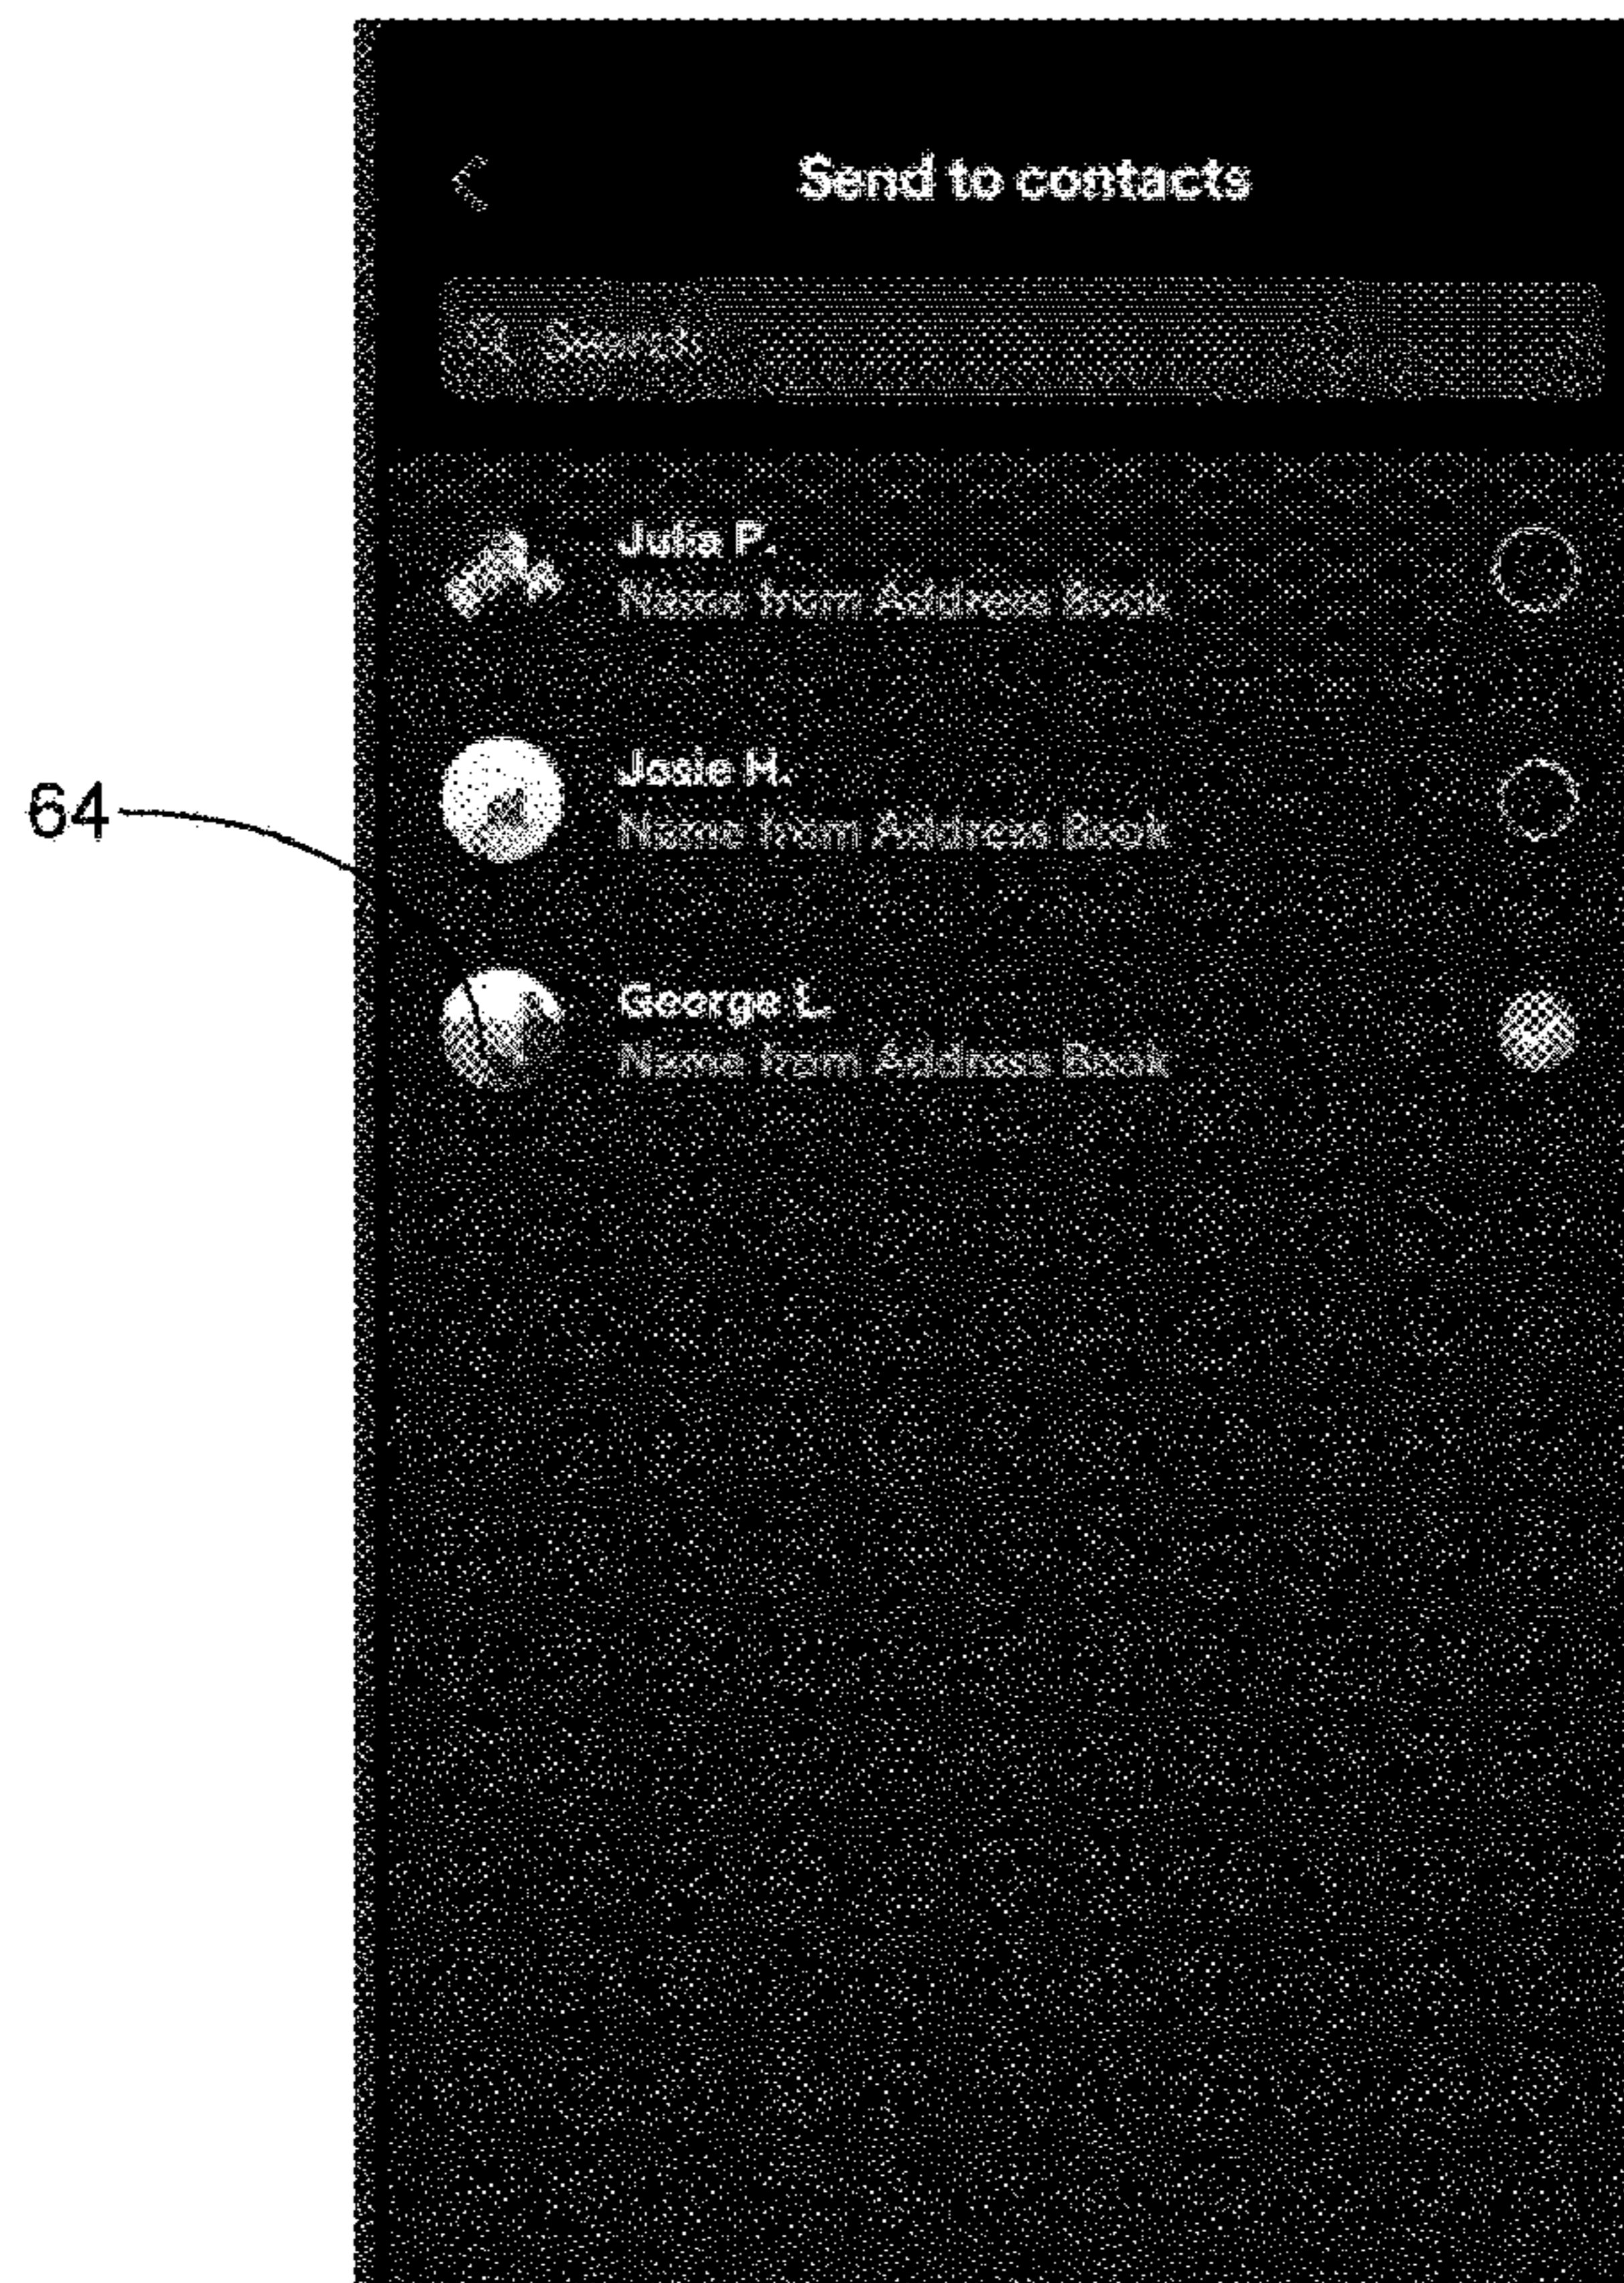 Send to contacts
Search
Julia P.
Name from Address Book
64
Josie H.
Name from Address Book
George L.
Name from Address Book